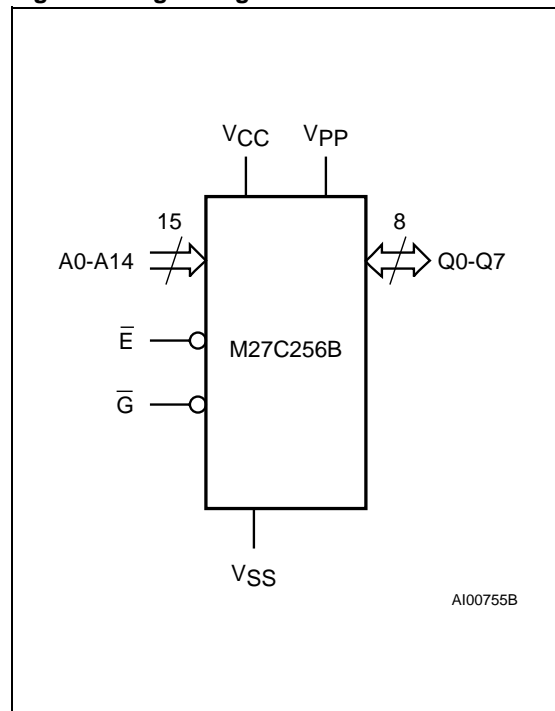 VCC VPP
15 8
A0-A14 Q0-Q7
E̅ M27C256B
G̅
VSS
AI00755B